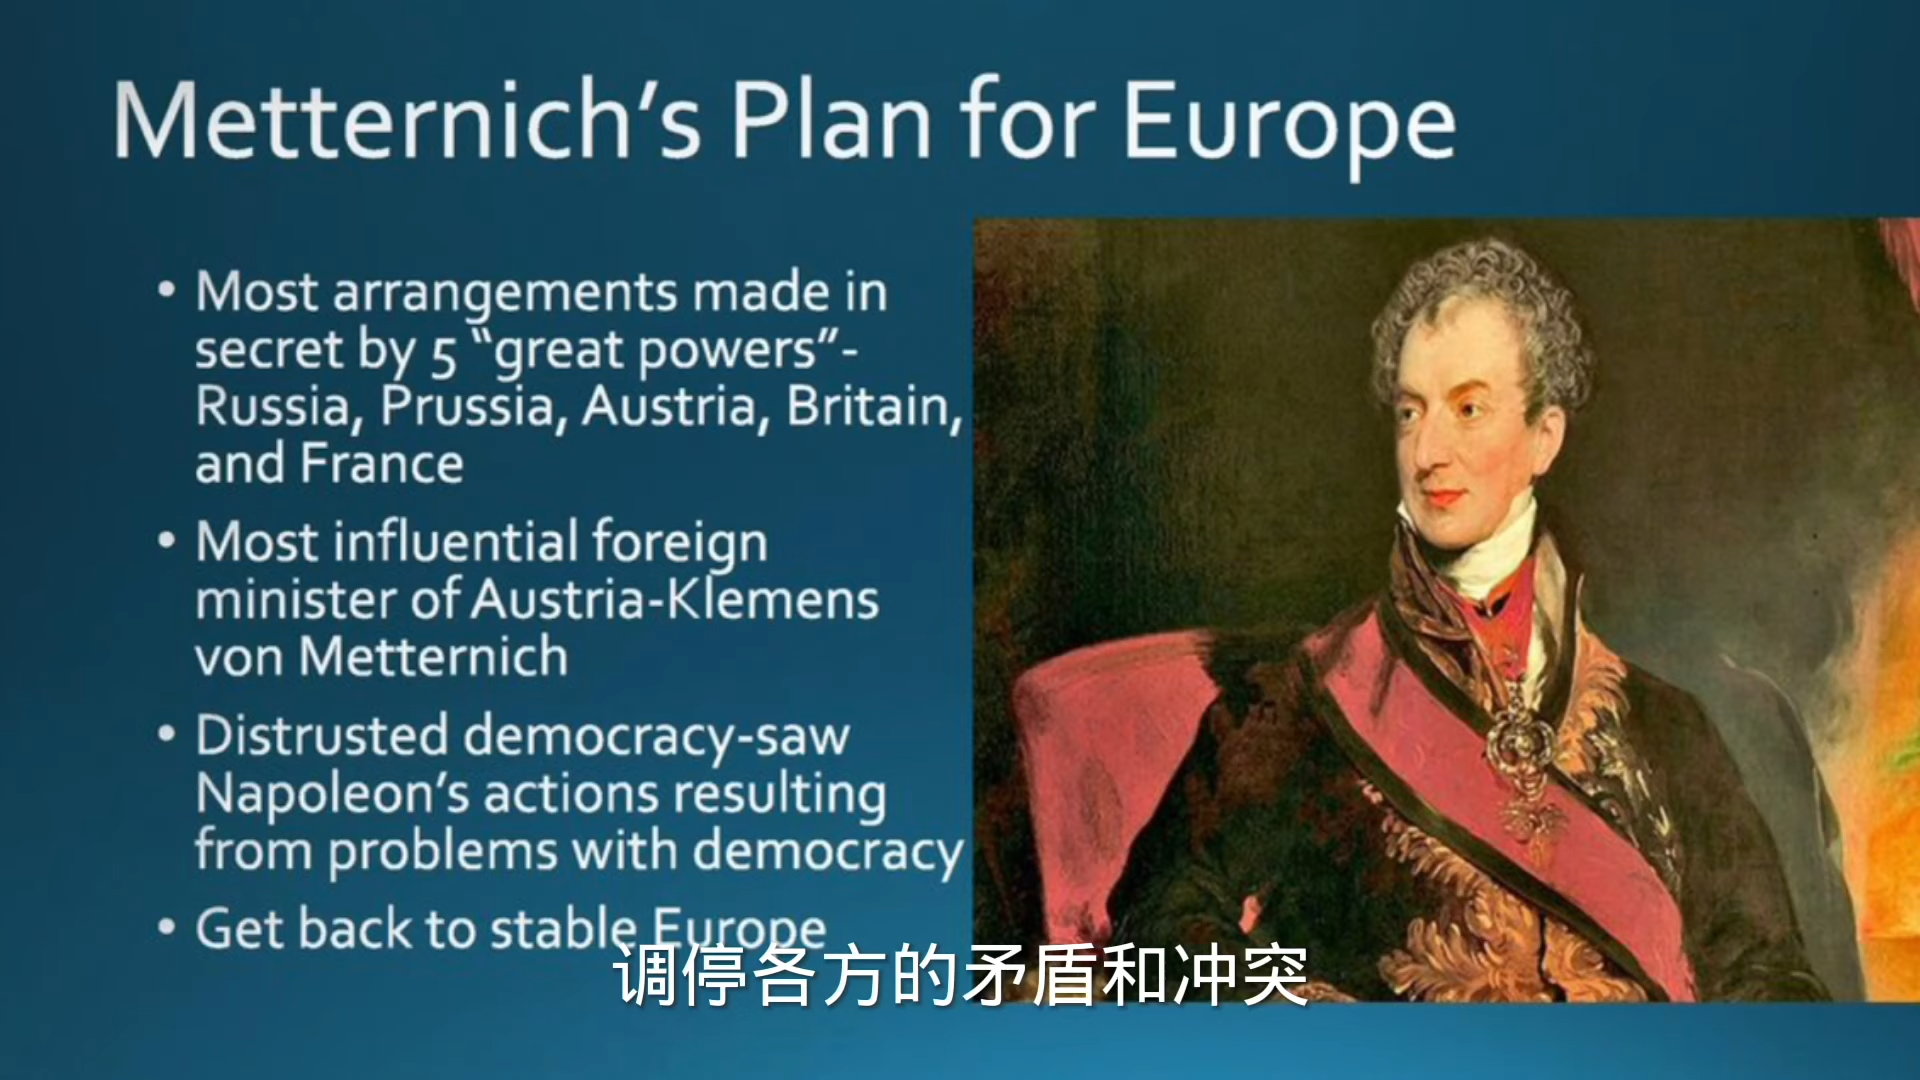 Metternich’s Plan for Europe
• Most arrangements made in
secret by 5 “great powers”-
Russia, Prussia, Austria, Britain,
and France
• Most influential foreign
minister of Austria-Klemens
von Metternich
• Distrusted democracy-saw
Napoleon’s actions resulting
from problems with democracy
• Get back to stable Europe
调停各方的矛盾和冲突